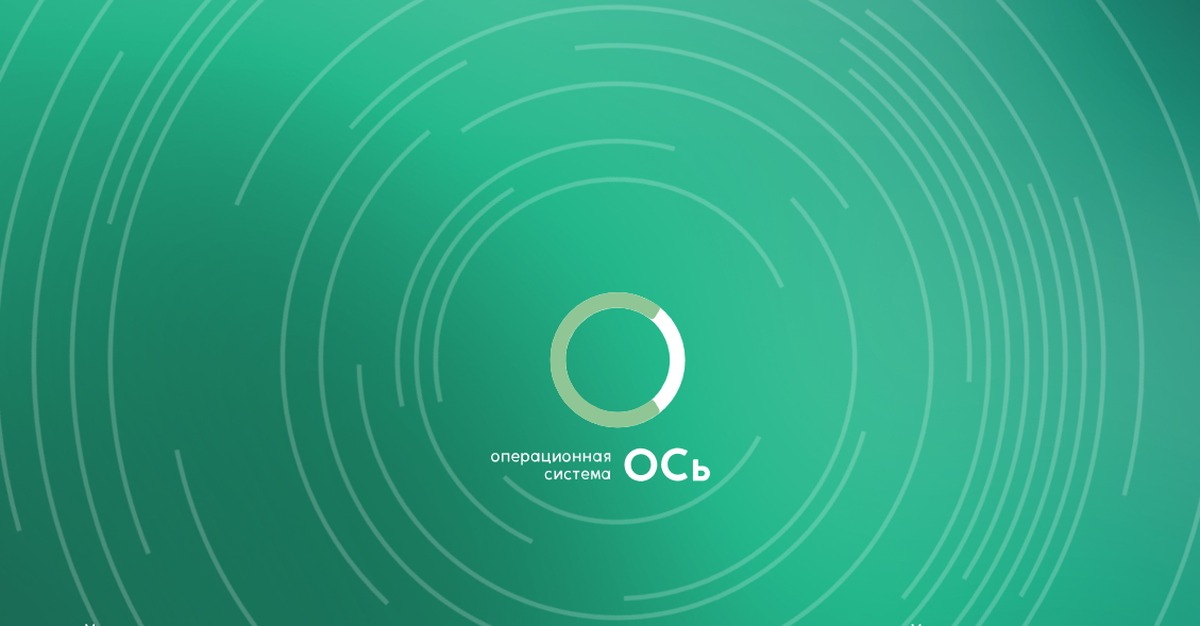 операционная
система
ОСь